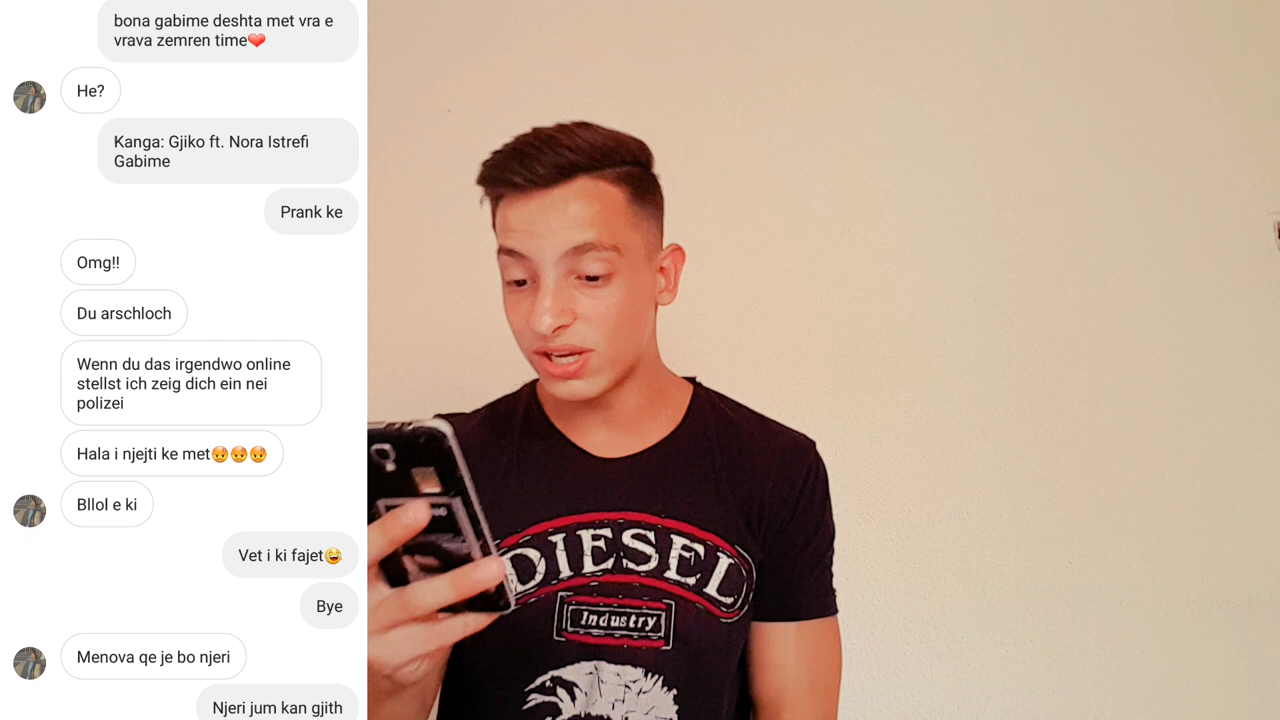 bona gabime deshta met vra e
vrava zemren time❤️
He?
Kanga: Gjiko ft. Nora Istrefi
Gabime
Prank ke
Omg!!
Du arschloch
Wenn du das irgendwo online
stellst ich zeig dich ein nei
polizei
Hala i njejti ke met😡😡😡
Bllol e ki
Vet i ki fajet😅
Bye
Menova qe je bo njeri
Njeri jum kan gjith
DIESEL
Industry